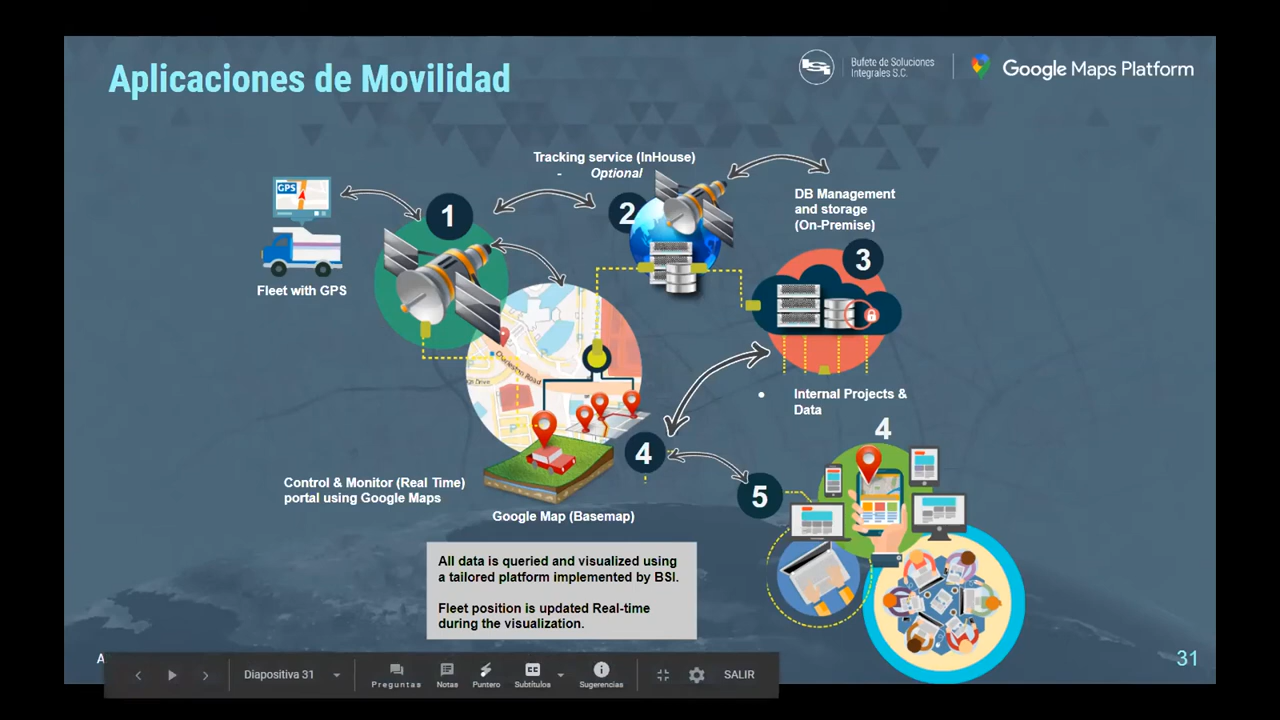 Aplicaciones de Movilidad
Bufete de Soluciones
Integrales S.C.
Google Maps Platform
Tracking service (InHouse)
- Optional
GPS
1
2
DB Management
and storage
(On-Premise)
3
Fleet with GPS
Charleston Road
P
P
P
Internal Projects &
Data
4
4
Control & Monitor (Real Time)
portal using Google Maps
5
Google Map (Basemap)
All data is queried and visualized using
a tailored platform implemented by BSI.
Fleet position is updated Real-time
during the visualization.
31
A
Diapositiva 31
Preguntas
Notas
Puntero
CC
Subtítulos
Sugerencias
SALIR